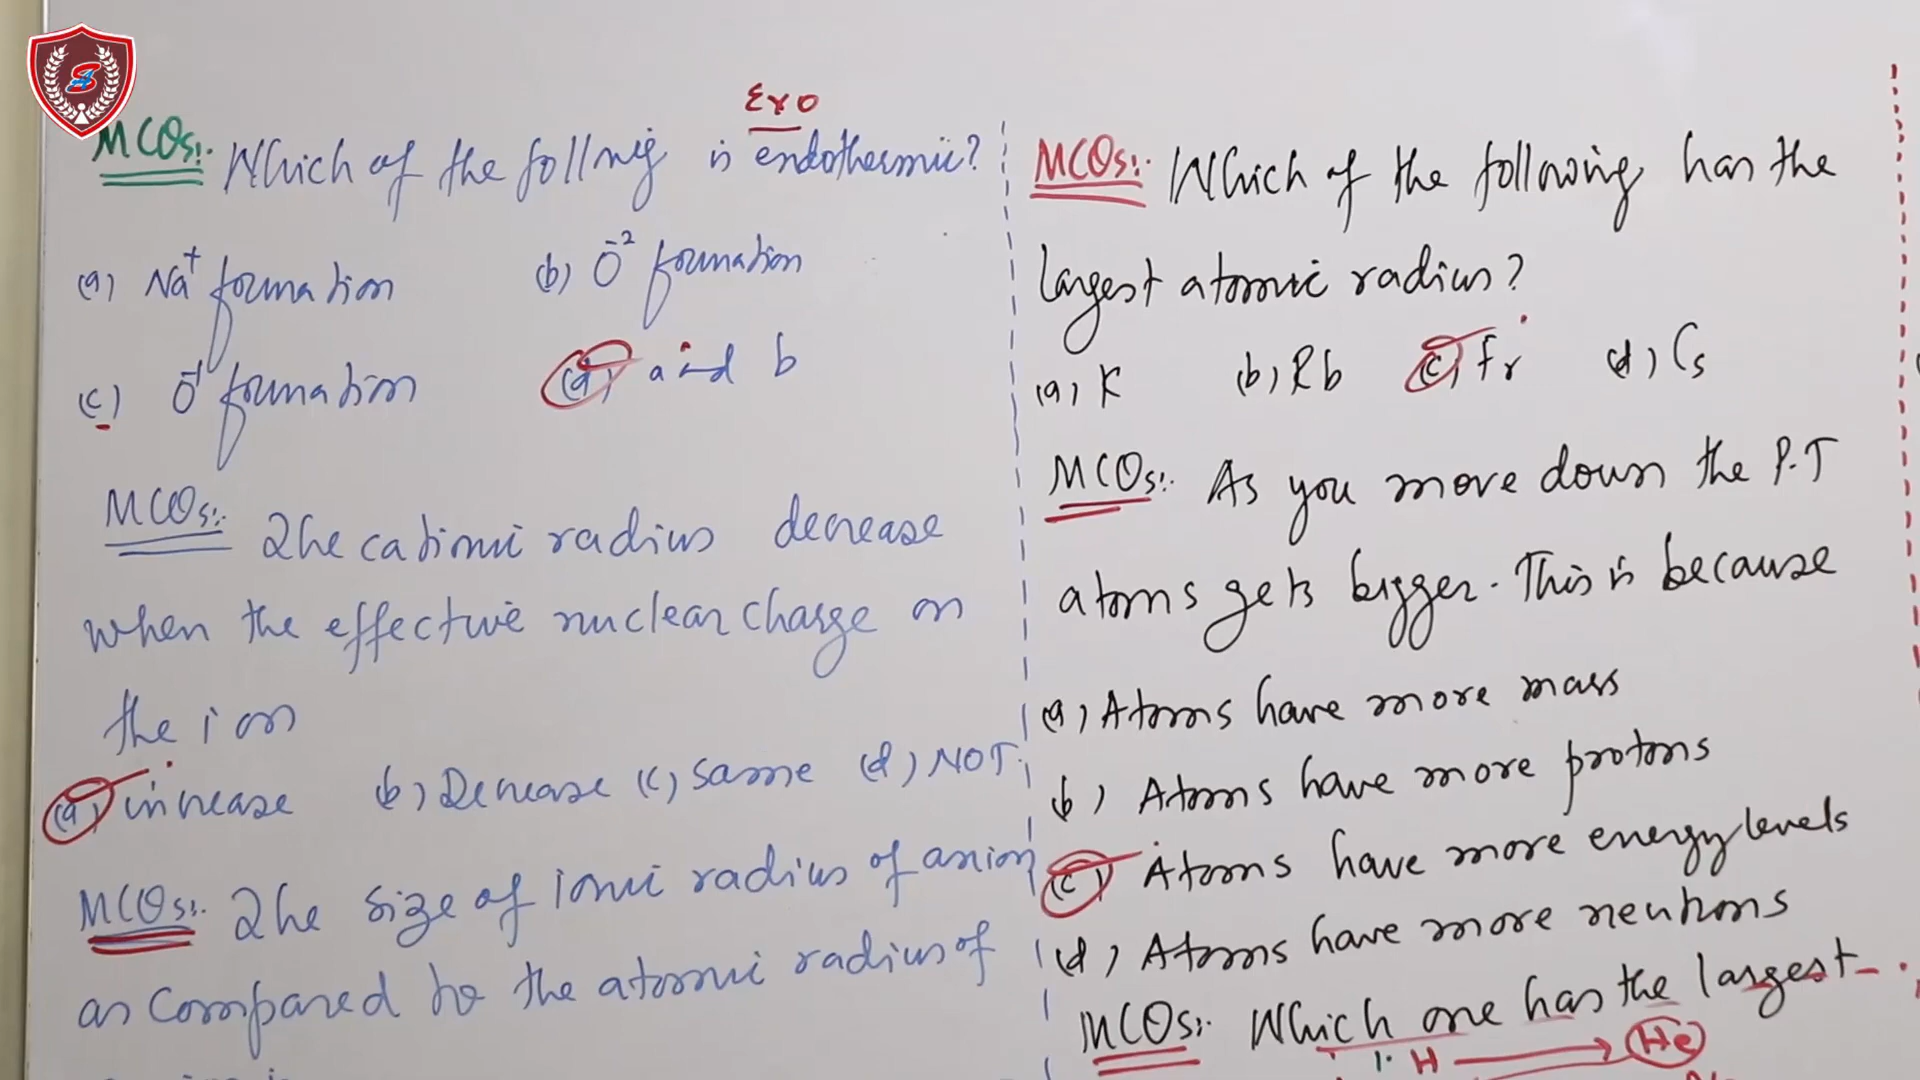 Exo
MCQs:. Which of the following is endothermic?
(a) Na⁺ formation (b) O⁻² formation
(c) O⁻¹ formation (d) a and b
MCQs:. The cationic radius decrease
when the effective nuclear charge on
the ion
(a) increase (b) Decrease (c) Same (d) NOT
MCQs:. The size of ionic radius of anion
as compared to the atomic radius of
MCQs:. Which of the following has the
largest atomic radius?
(a) K (b) Rb (c) Fr (d) Cs
MCQs:. As you move down the P.T
atoms gets bigger. This is because
(a) Atoms have more mass
(b) Atoms have more protons
(c) Atoms have more energy levels
(d) Atoms have more neutrons
MCQs:. Which one has the largest
1. H → He